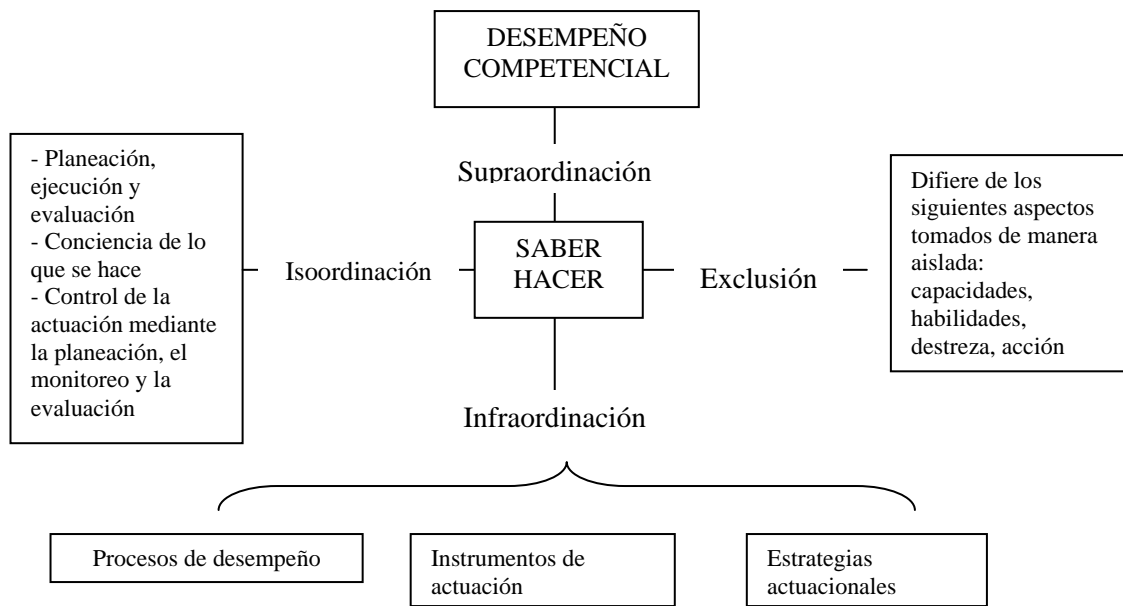 DESEMPEÑO
COMPETENCIAL
Supraordinación
- Planeación,
ejecución y
evaluación
- Conciencia de lo
que se hace
- Control de la
actuación mediante
la planeación, el
monitoreo y la
evaluación
Isoordinación
SABER
HACER
Exclusión
Difiere de los
siguientes aspectos
tomados de manera
aislada:
capacidades,
habilidades,
destreza, acción
Infraordinación
Procesos de desempeño
Instrumentos de
actuación
Estrategias
actuacionales